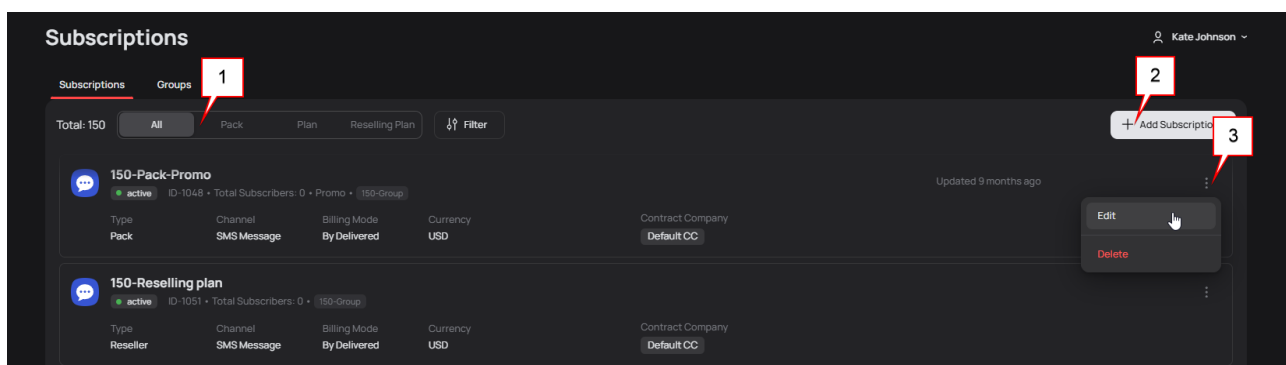 Subscriptions
Kate Johnson
Subscriptions Groups
1
2
3
Total: 150 All Pack Plan Reselling Plan Filter
+ Add Subscriptio
150-Pack-Promo
active ID-1048 • Total Subscribers: 0 • Promo • 150-Group
Updated 9 months ago
Type Channel Billing Mode Currency Contract Company
Pack SMS Message By Delivered USD Default CC
Edit
Delete
150-Reselling plan
active ID-1051 • Total Subscribers: 0 • 150-Group
Type Channel Billing Mode Currency Contract Company
Reseller SMS Message By Delivered USD Default CC